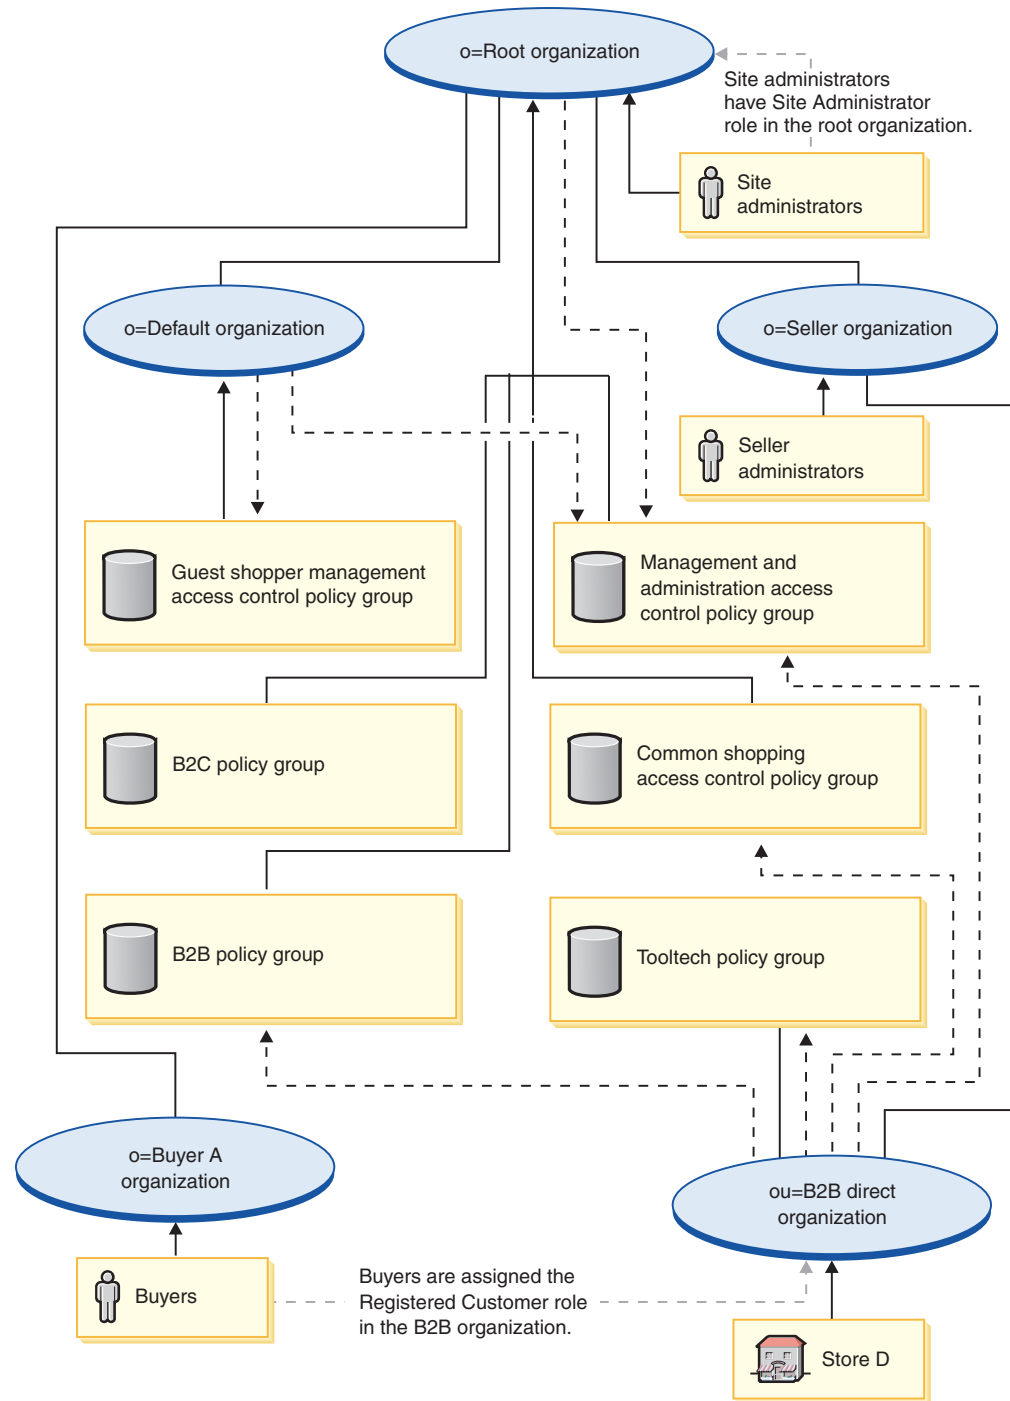 o=Root organization
Site administrators
have Site Administrator
role in the root organization.
Site
administrators
o=Default organization
o=Seller organization
Seller
administrators
Guest shopper management
access control policy group
Management and
administration access
control policy group
B2C policy group
Common shopping
access control policy group
B2B policy group
Tooltech policy group
o=Buyer A
organization
ou=B2B direct
organization
Buyers
Buyers are assigned the
Registered Customer role
in the B2B organization.
Store D